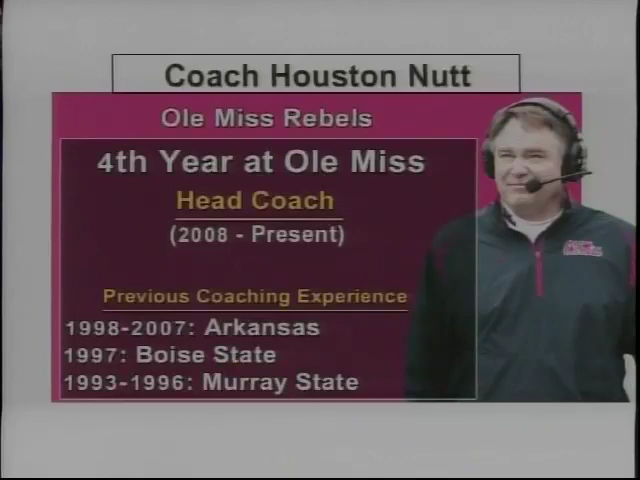 Coach Houston Nutt
Ole Miss Rebels
4th Year at Ole Miss
Head Coach
(2008 - Present)
Previous Coaching Experience
1998-2007: Arkansas
1997: Boise State
1993-1996: Murray State